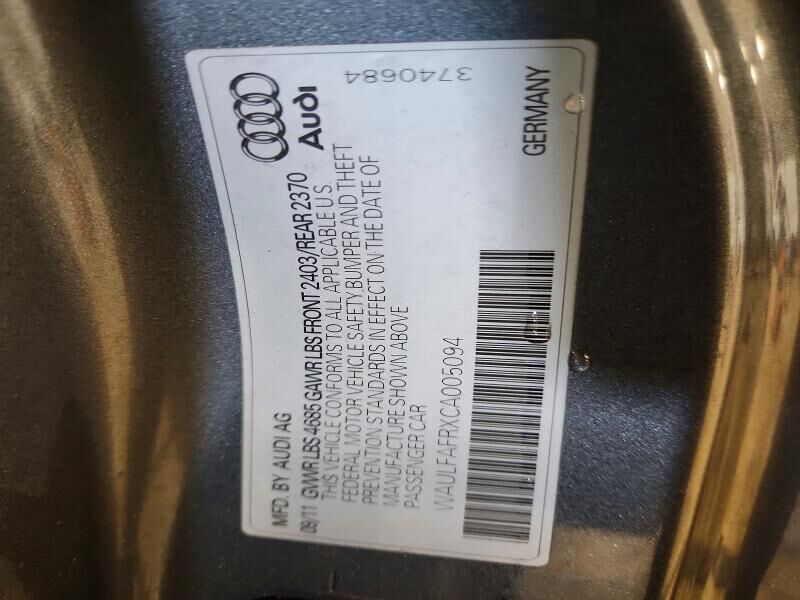 MFD. BY AUDI AG
09/11 GVWR LBS 4685 GAWR LBS FRONT 2403/REAR 2370
THIS VEHICLE CONFORMS TO ALL APPLICABLE U.S.
FEDERAL MOTOR VEHICLE SAFETY, BUMPER AND THEFT
PREVENTION STANDARDS IN EFFECT ON THE DATE OF
MANUFACTURE SHOWN ABOVE
PASSENGER CAR
WAULFAFRXCA005094
Audi
3740684
GERMANY